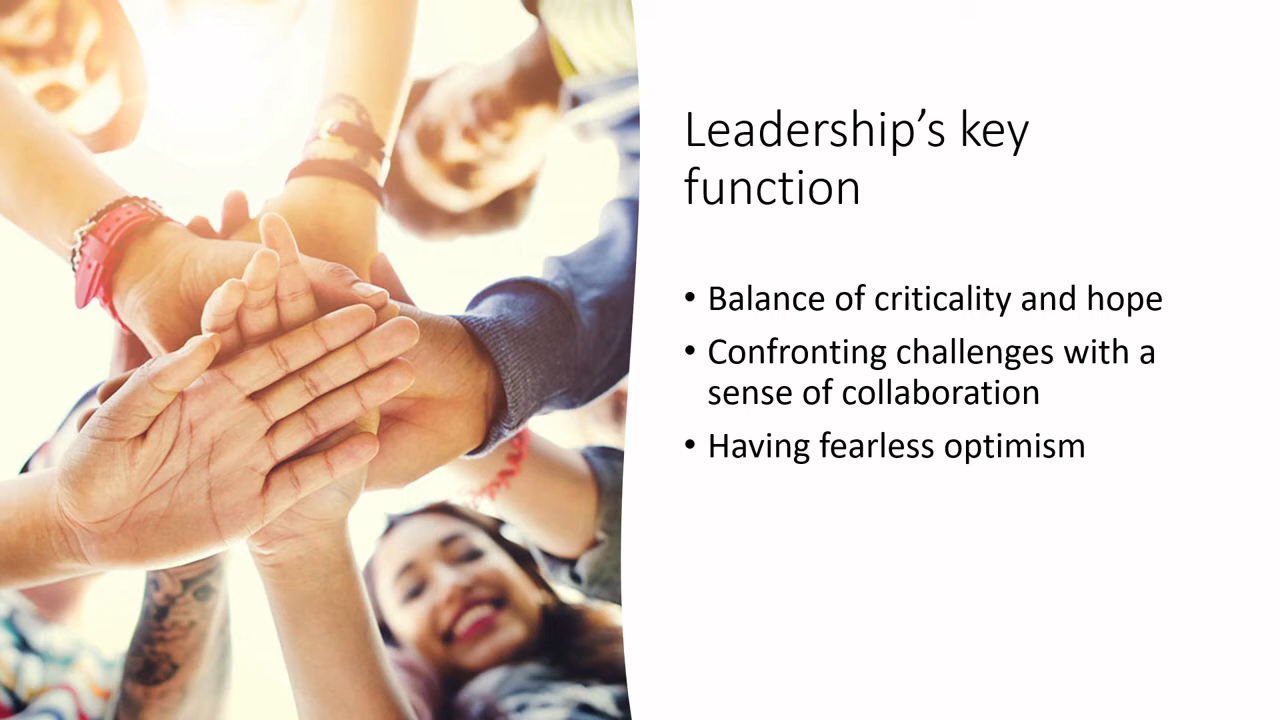 Leadership’s key
function
• Balance of criticality and hope
• Confronting challenges with a
sense of collaboration
• Having fearless optimism